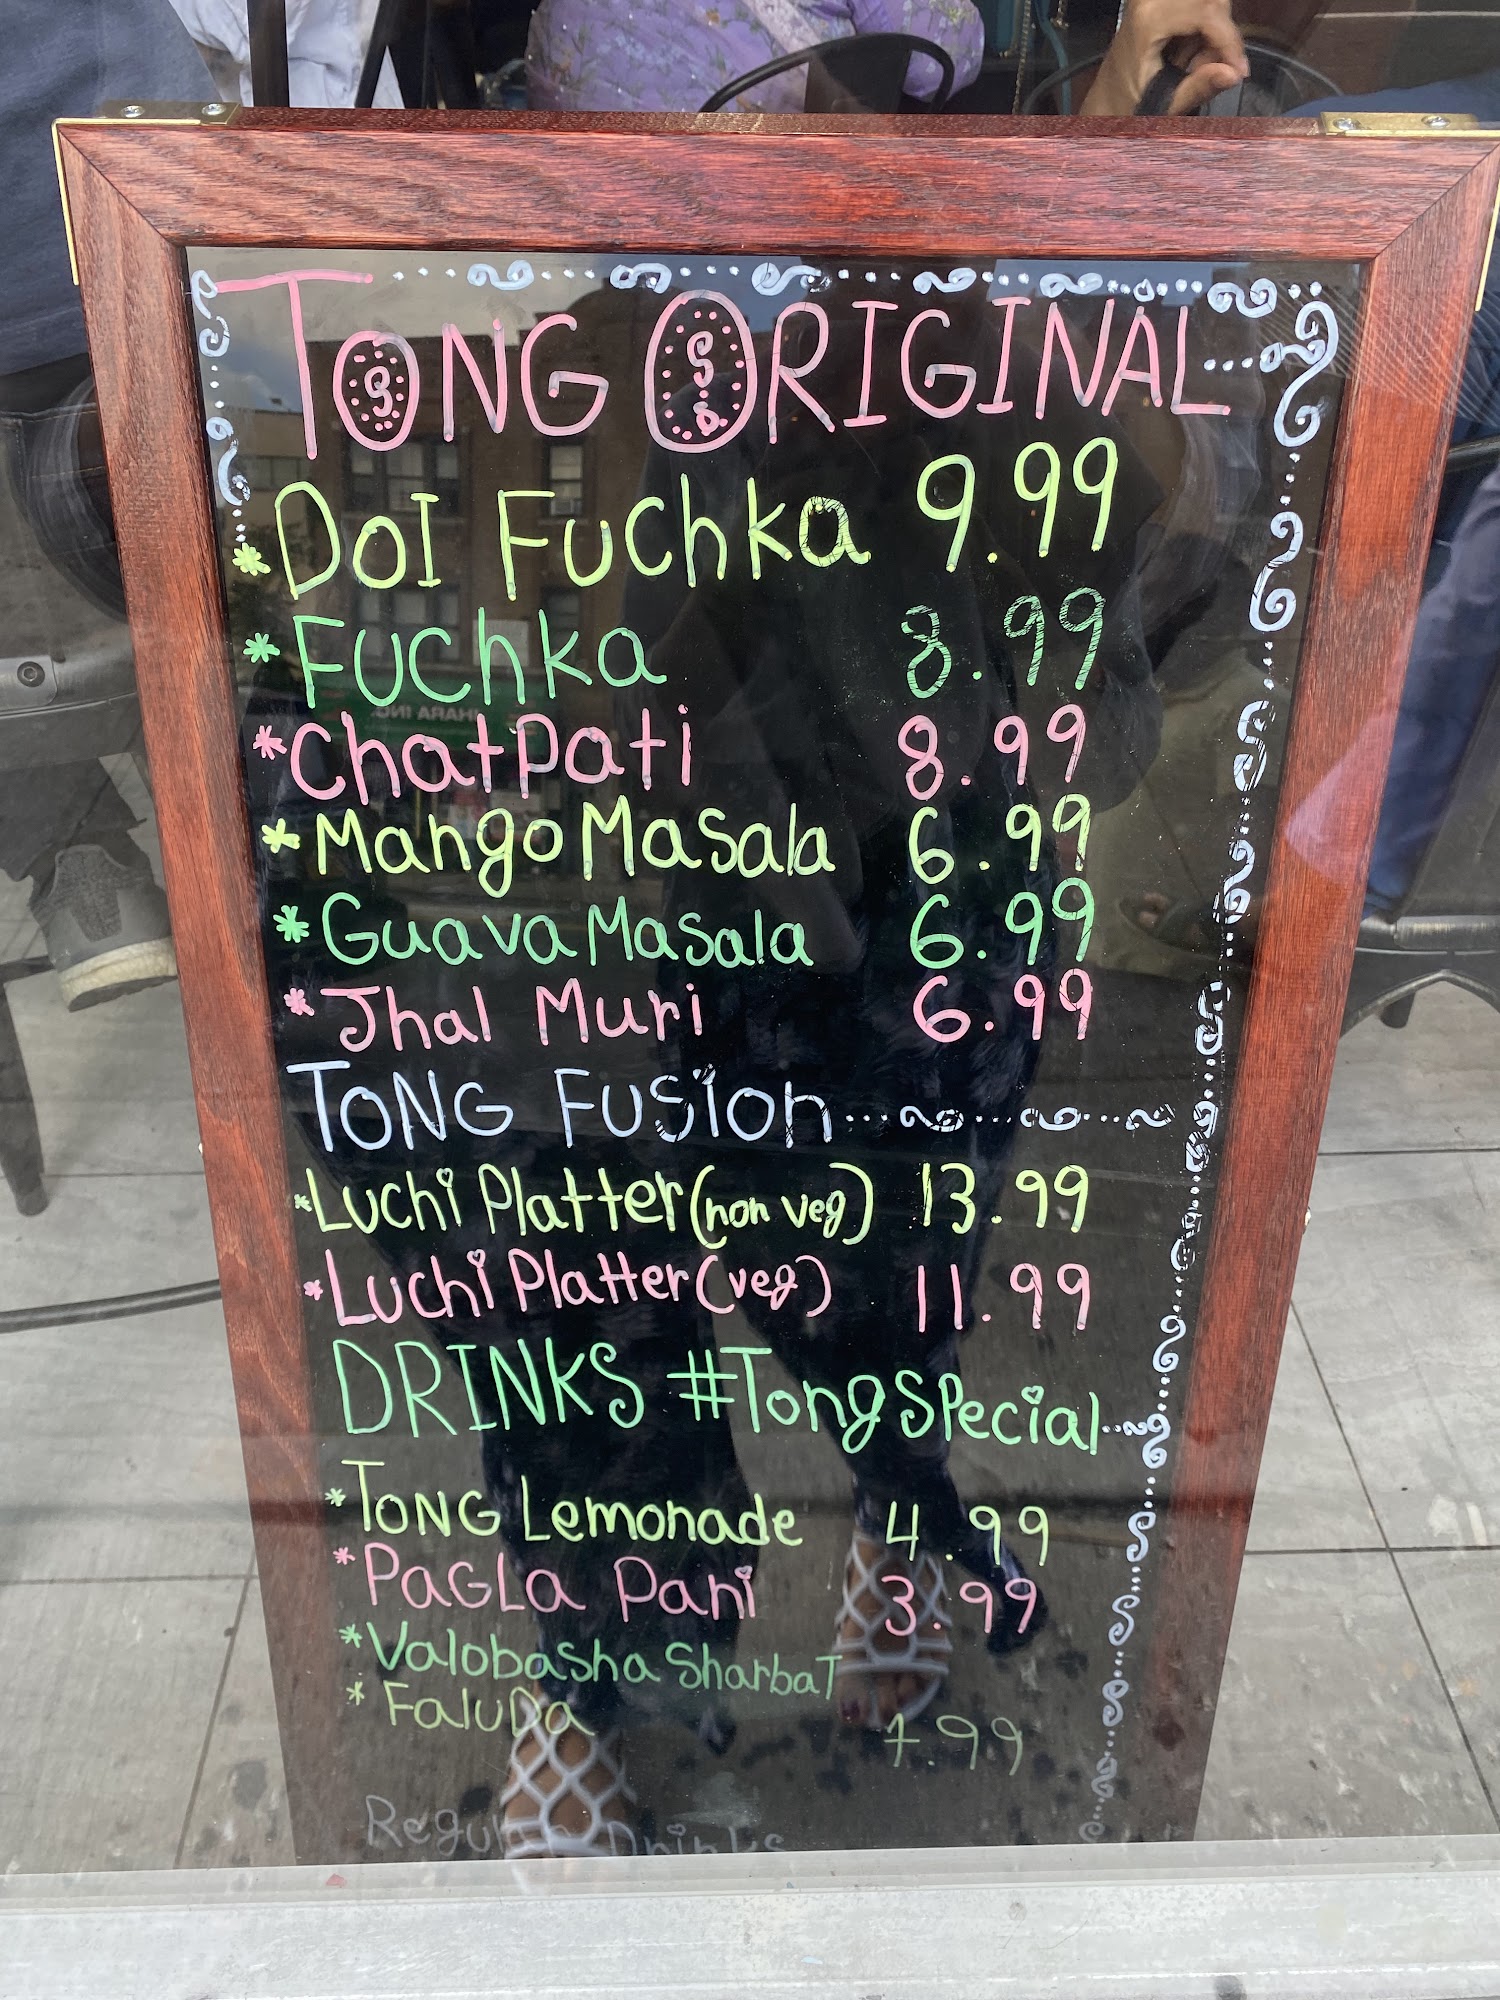 TONG ORIGINAL
* DOI FUchka 9.99
* FUchka 8.99
* ChatPati 8.99
* Mango Masala 6.99
* Guava Masala 6.99
* Jhal Muri 6.99
TONG FUSION
* Luchi Platter (non veg) 13.99
* Luchi Platter (veg) 11.99
DRINKS #TongSpecial
* TONG Lemonade 4.99
* PAGLA Pani 3.99
* Valobasha Sharbat
* FaluDa 7.99
Regular Drinks